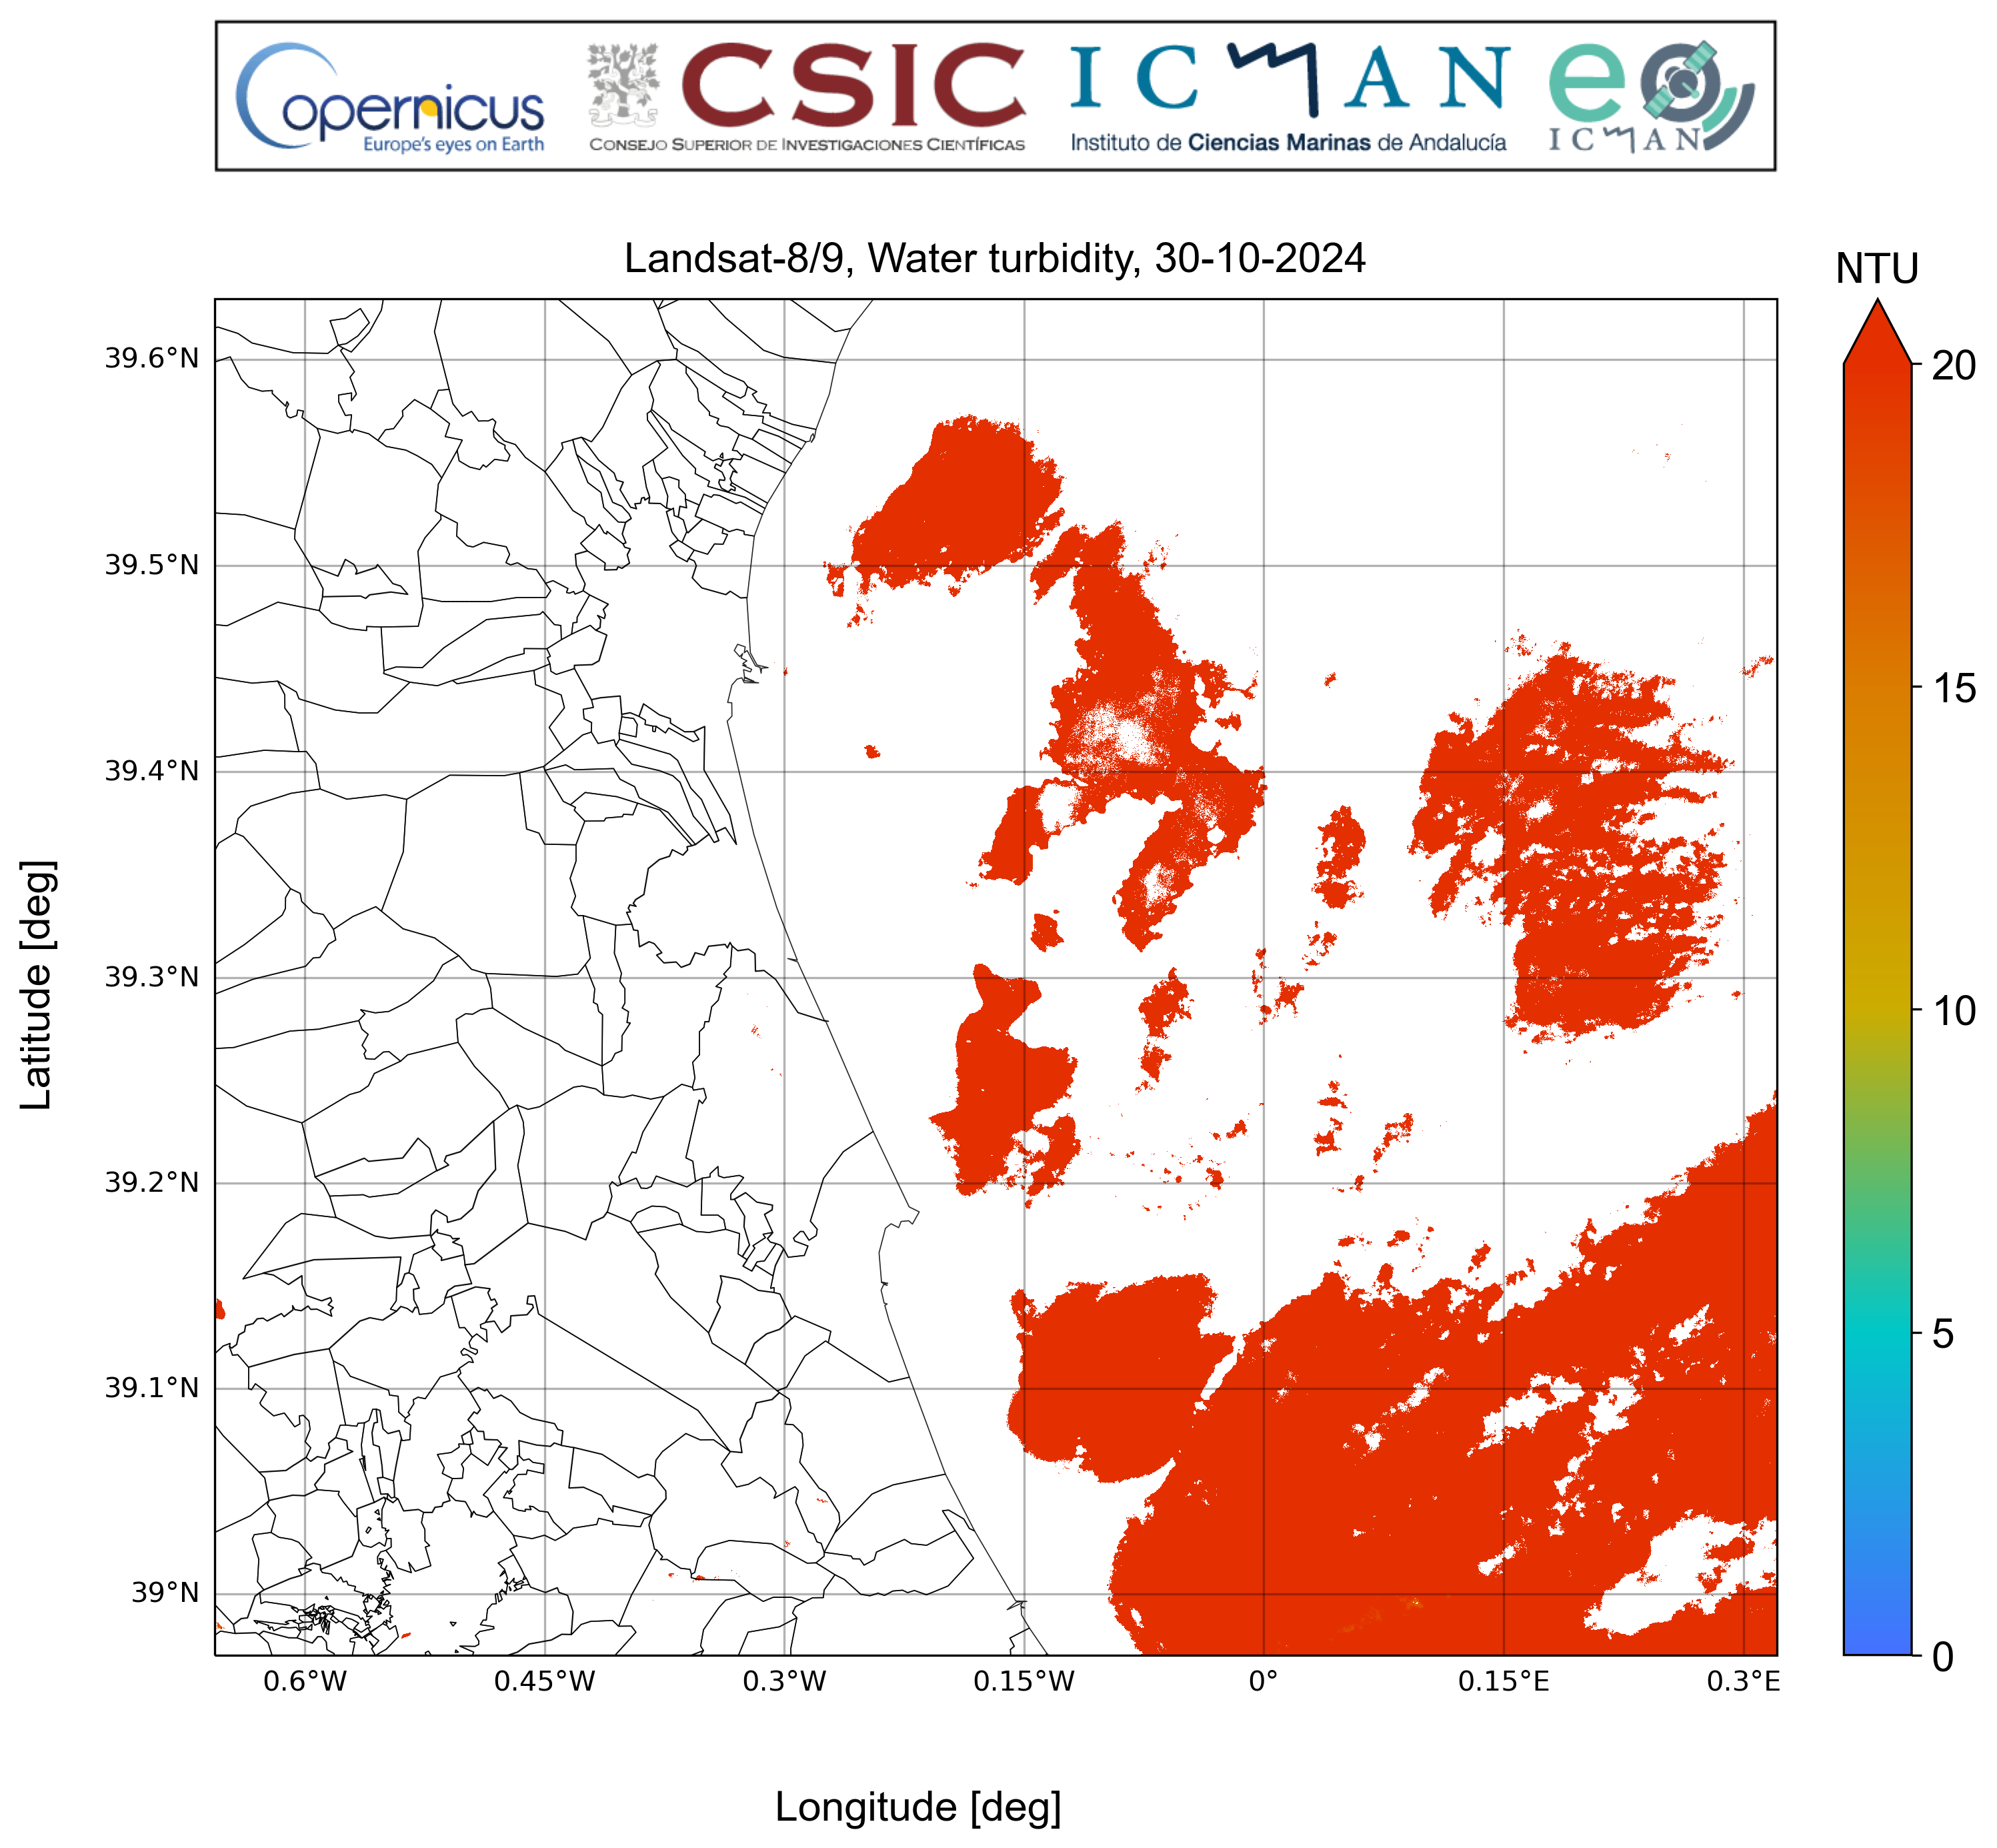 Copernicus
Europe's eyes on Earth
CSIC
CONSEJO SUPERIOR DE INVESTIGACIONES CIENTÍFICAS
ICMAN
Instituto de Ciencias Marinas de Andalucía
eo
ICMAN
Landsat-8/9, Water turbidity, 30-10-2024
NTU
39.6°N
39.5°N
39.4°N
39.3°N
39.2°N
39.1°N
39°N
Latitude [deg]
0.6°W 0.45°W 0.3°W 0.15°W 0° 0.15°E 0.3°E
Longitude [deg]
20
15
10
5
0